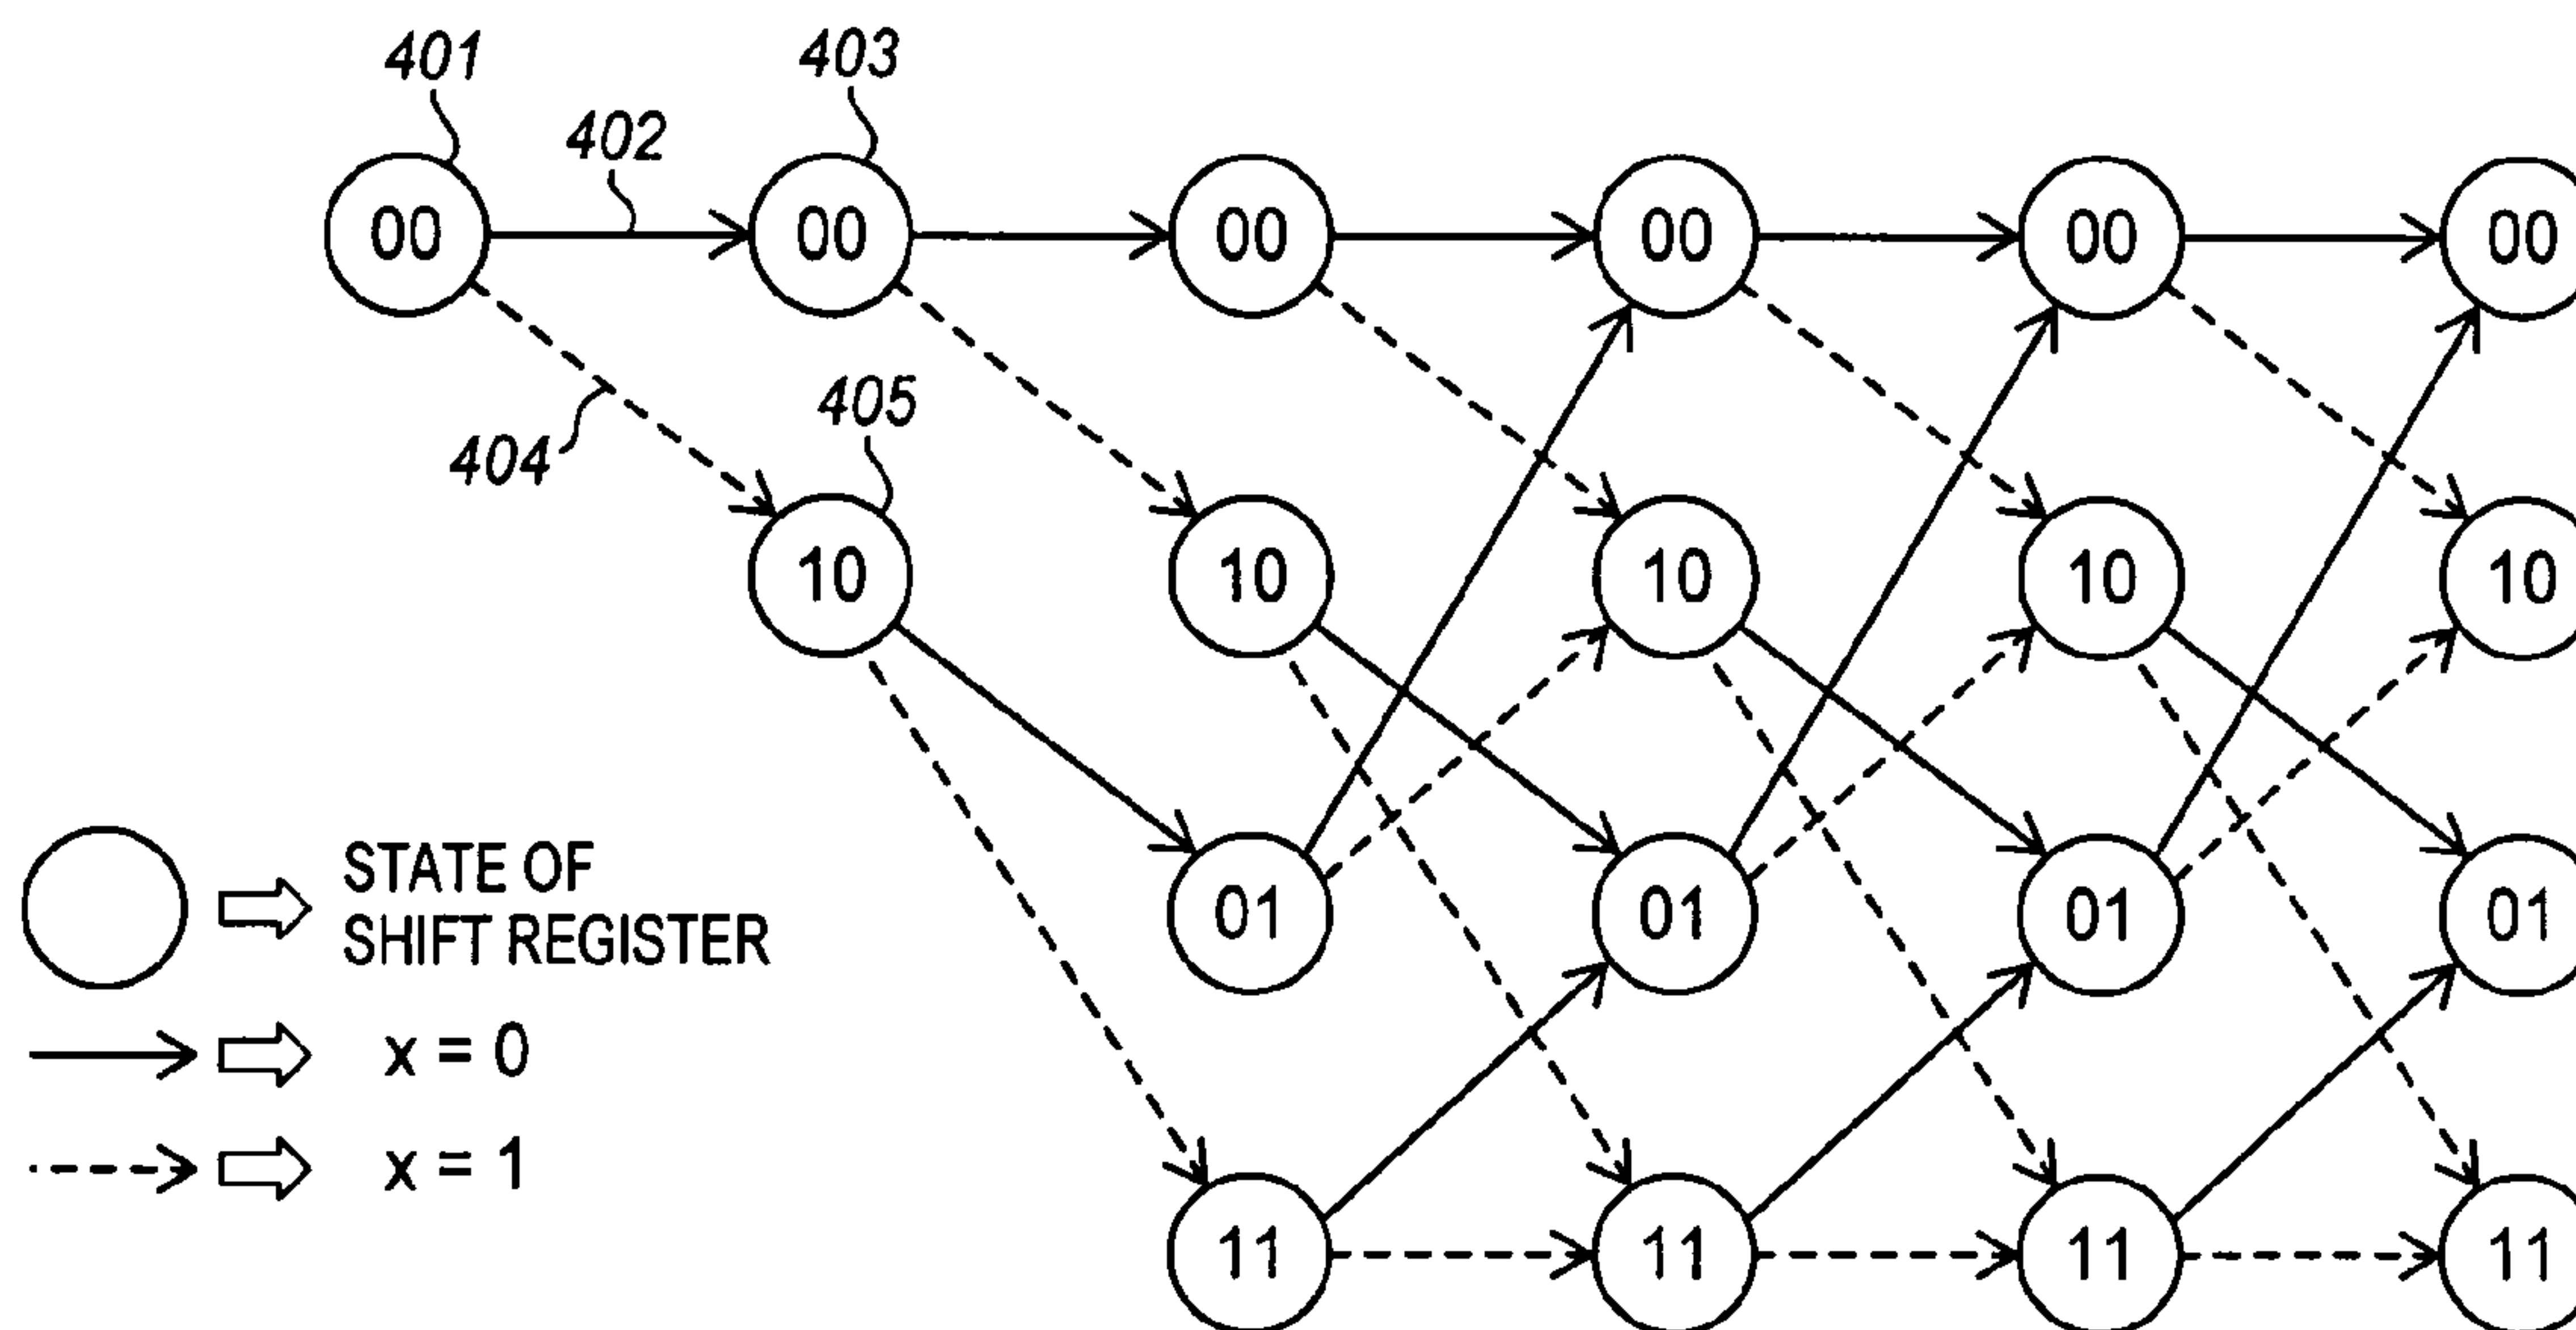 401
403
402
00 00 00 00 00 00
405
404
10 10 10 10 10
STATE OF
SHIFT REGISTER
01 01 01 01
x = 0
x = 1
11 11 11 11